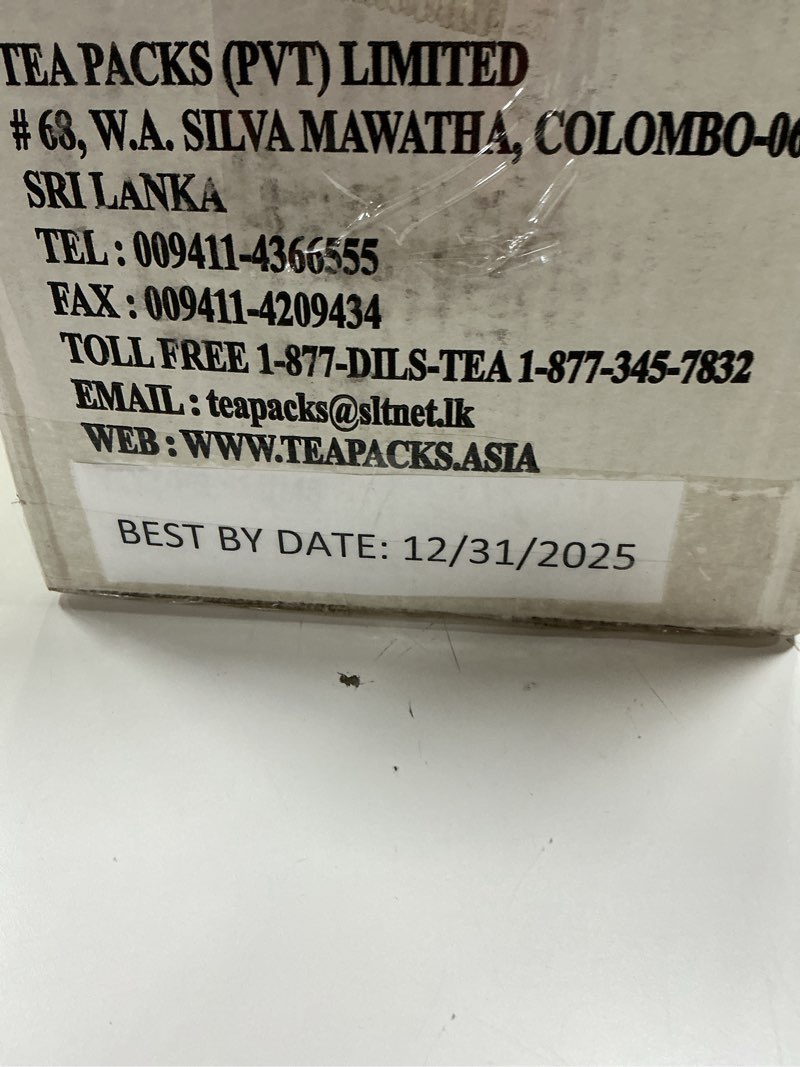 TEA PACKS (PVT) LIMITED
# 68, W.A. SILVA MAWATHA, COLOMBO-06
SRI LANKA
TEL : 009411-4366555
FAX : 009411-4209434
TOLL FREE 1-877-DILS-TEA 1-877-345-7832
EMAIL : teapacks@sltnet.lk
WEB : WWW.TEAPACKS.ASIA
BEST BY DATE: 12/31/2025